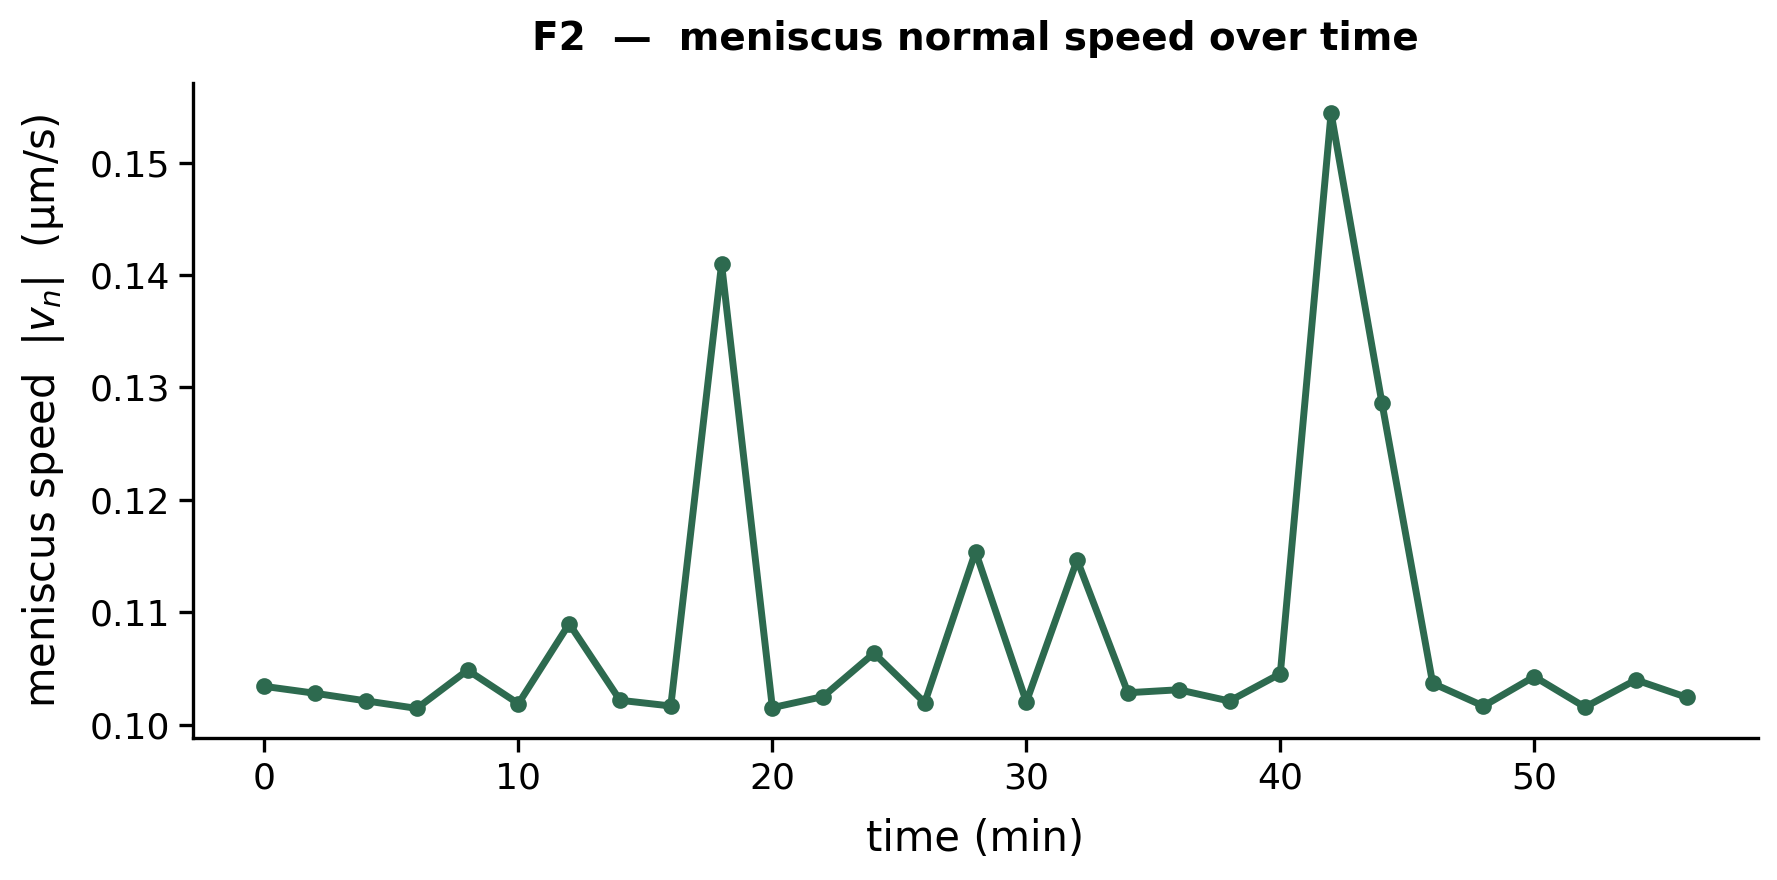 F2 — meniscus normal speed over time
meniscus speed |vₙ| (µm/s)
0.15
0.14
0.13
0.12
0.11
0.10
0 10 20 30 40 50
time (min)